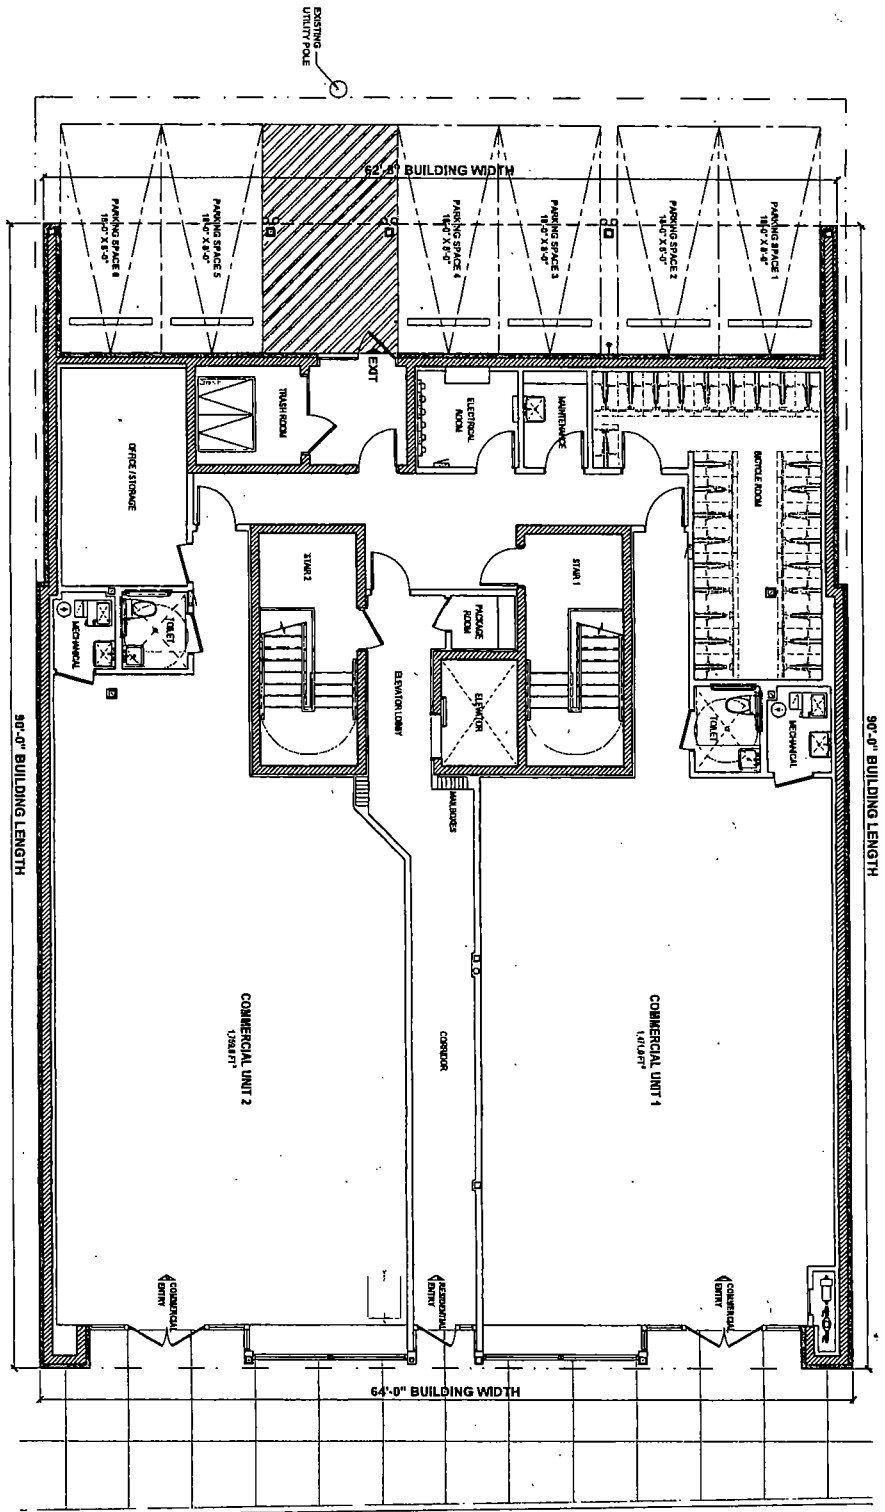 EXISTING
UTILITY POLE
62'-8" BUILDING WIDTH
PARKING SPACE 6
18'-0" X 8'-0"
PARKING SPACE 5
18'-0" X 8'-0"
PARKING SPACE 4
18'-0" X 8'-0"
PARKING SPACE 3
18'-0" X 8'-0"
PARKING SPACE 2
18'-0" X 8'-0"
PARKING SPACE 1
18'-0" X 8'-0"
EXIT
OFFICE / STORAGE
TRASH ROOM
ELECTRICAL
ROOM
MAINTENANCE
BICYCLE ROOM
STAIR 2
STAIR 1
PACKAGE
ROOM
TOILET
MECHANICAL
ELEVATOR LOBBY
ELEVATOR
TOILET
MECHANICAL
MAILBOXES
90'-0" BUILDING LENGTH
90'-0" BUILDING LENGTH
COMMERCIAL UNIT 2
COMMERCIAL UNIT 1
CORRIDOR
COMMERCIAL
ENTRY
RESIDENTIAL
ENTRY
COMMERCIAL
ENTRY
64'-0" BUILDING WIDTH